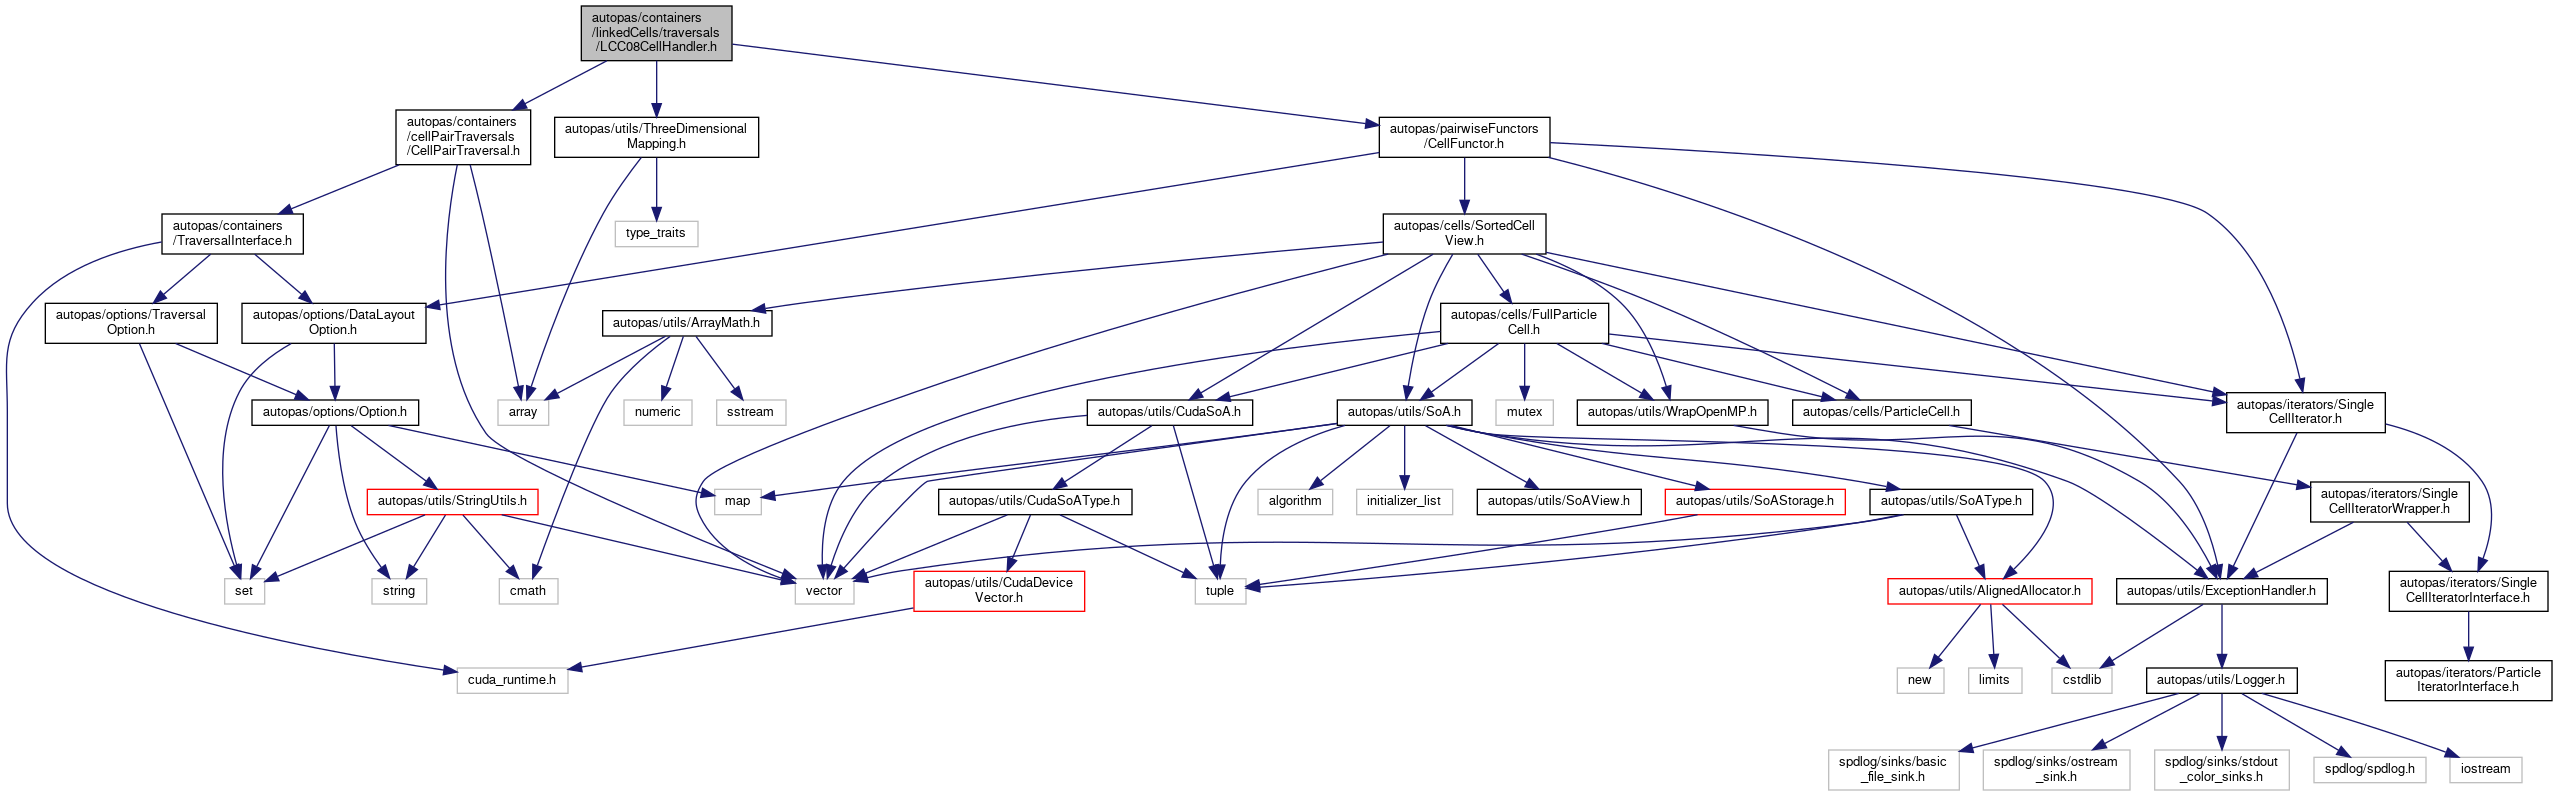 autopas/containers
/linkedCells/traversals
/LCC08CellHandler.h
autopas/containers
/cellPairTraversals
/CellPairTraversal.h
autopas/utils/ThreeDimensional
Mapping.h
autopas/pairwiseFunctors
/CellFunctor.h
autopas/containers
/TraversalInterface.h
type_traits
autopas/cells/SortedCell
View.h
autopas/options/Traversal
Option.h
autopas/options/DataLayout
Option.h
autopas/utils/ArrayMath.h
autopas/cells/FullParticle
Cell.h
autopas/options/Option.h
array
numeric
sstream
autopas/utils/CudaSoA.h
autopas/utils/SoA.h
mutex
autopas/utils/WrapOpenMP.h
autopas/cells/ParticleCell.h
autopas/iterators/Single
CellIterator.h
autopas/utils/StringUtils.h
map
autopas/utils/CudaSoAType.h
algorithm
initializer_list
autopas/utils/SoAView.h
autopas/utils/SoAStorage.h
autopas/utils/SoAType.h
autopas/iterators/Single
CellIteratorWrapper.h
set
string
cmath
vector
autopas/utils/CudaDevice
Vector.h
tuple
autopas/utils/AlignedAllocator.h
autopas/utils/ExceptionHandler.h
autopas/iterators/Single
CellIteratorInterface.h
cuda_runtime.h
new
limits
cstdlib
autopas/utils/Logger.h
autopas/iterators/Particle
IteratorInterface.h
spdlog/sinks/basic
_file_sink.h
spdlog/sinks/ostream
_sink.h
spdlog/sinks/stdout
_color_sinks.h
spdlog/spdlog.h
iostream